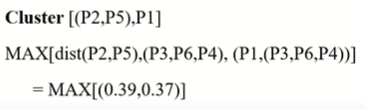 Cluster [(P2,P5),P1]
MAX[dist(P2,P5),(P3,P6,P4), (P1,(P3,P6,P4))]
= MAX[(0.39,0.37)]